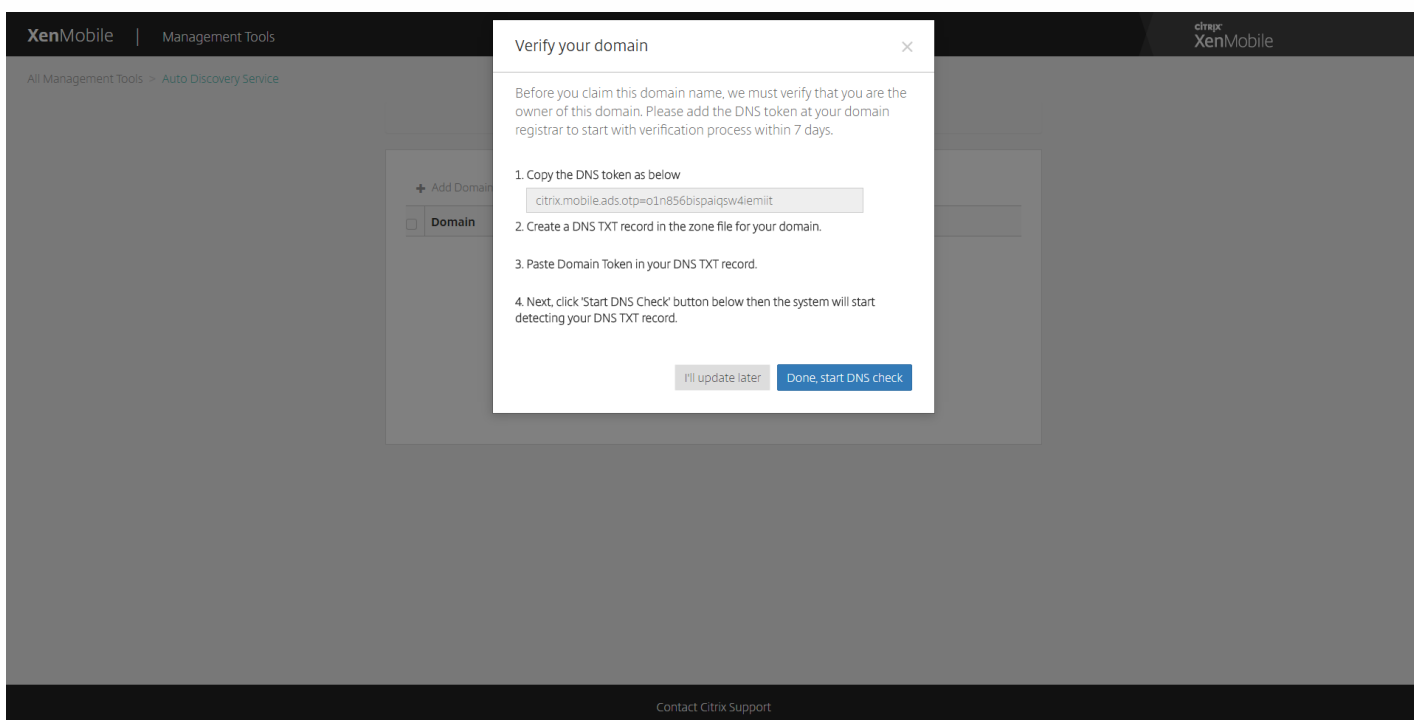 XenMobile | Management Tools
citrix
XenMobile
All Management Tools > Auto Discovery Service
Verify your domain
×
Before you claim this domain name, we must verify that you are the
owner of this domain. Please add the DNS token at your domain
registrar to start with verification process within 7 days.
1. Copy the DNS token as below
citrix.mobile.ads.otp=o1n856bispaiqsw4iemiit
2. Create a DNS TXT record in the zone file for your domain.
3. Paste Domain Token in your DNS TXT record.
4. Next, click 'Start DNS Check' button below then the system will start
detecting your DNS TXT record.
I'll update later Done, start DNS check
+ Add Domain
Domain
Contact Citrix Support